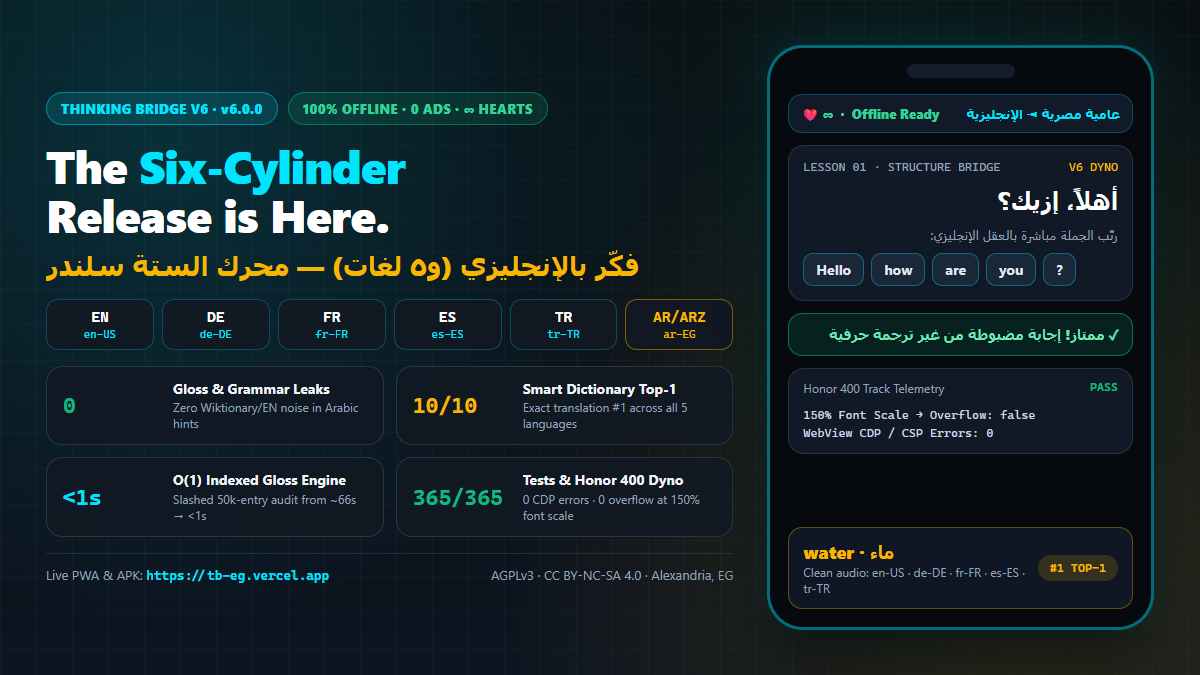 THINKING BRIDGE V6 · v6.0.0
100% OFFLINE · 0 ADS · ∞ HEARTS
The Six-Cylinder
Release is Here.
فكّر بالإنجليزي (و5 لغات) — محرك الستة سلندر
EN
en-US
DE
de-DE
FR
fr-FR
ES
es-ES
TR
tr-TR
AR/ARZ
ar-EG
0
Gloss & Grammar Leaks
Zero Wiktionary/EN noise in Arabic
hints
10/10
Smart Dictionary Top-1
Exact translation #1 across all 5
languages
<1s
O(1) Indexed Gloss Engine
Slashed 50k-entry audit from ~66s
→ <1s
365/365
Tests & Honor 400 Dyno
0 CDP errors · 0 overflow at 150%
font scale
Live PWA & APK: https://tb-eg.vercel.app
AGPLv3 · CC BY-NC-SA 4.0 · Alexandria, EG
❤️ ∞ · Offline Ready
عامية مصرية ◄ الإنجليزية
LESSON 01 · STRUCTURE BRIDGE
V6 DYNO
أهلاً، إزيك؟
رتّب الجملة مباشرة بالعقل الإنجليزي:
Hello how are you ?
✓ ممتاز! إجابة مضبوطة من غير ترجمة حرفية
Honor 400 Track Telemetry
PASS
150% Font Scale → Overflow: false
WebView CDP / CSP Errors: 0
water · ماء
Clean audio: en-US · de-DE · fr-FR · es-ES ·
tr-TR
#1 TOP-1